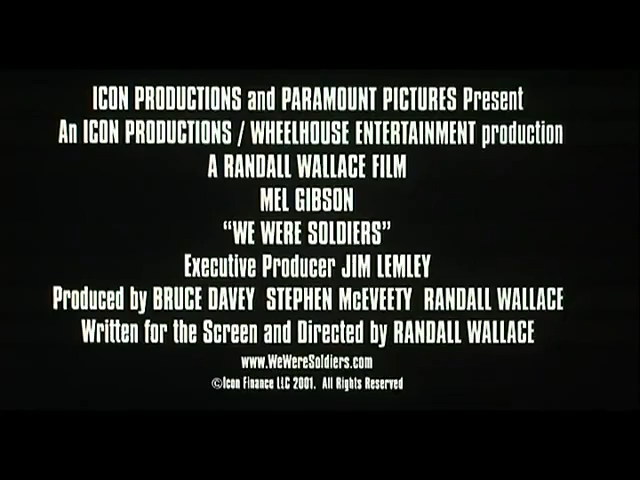 ICON PRODUCTIONS and PARAMOUNT PICTURES Present
An ICON PRODUCTIONS / WHEELHOUSE ENTERTAINMENT production
A RANDALL WALLACE FILM
MEL GIBSON
“WE WERE SOLDIERS”
Executive Producer JIM LEMLEY
Produced by BRUCE DAVEY STEPHEN McEVEETY RANDALL WALLACE
Written for the Screen and Directed by RANDALL WALLACE
www.WeWereSoldiers.com
©Icon Finance LLC 2001. All Rights Reserved